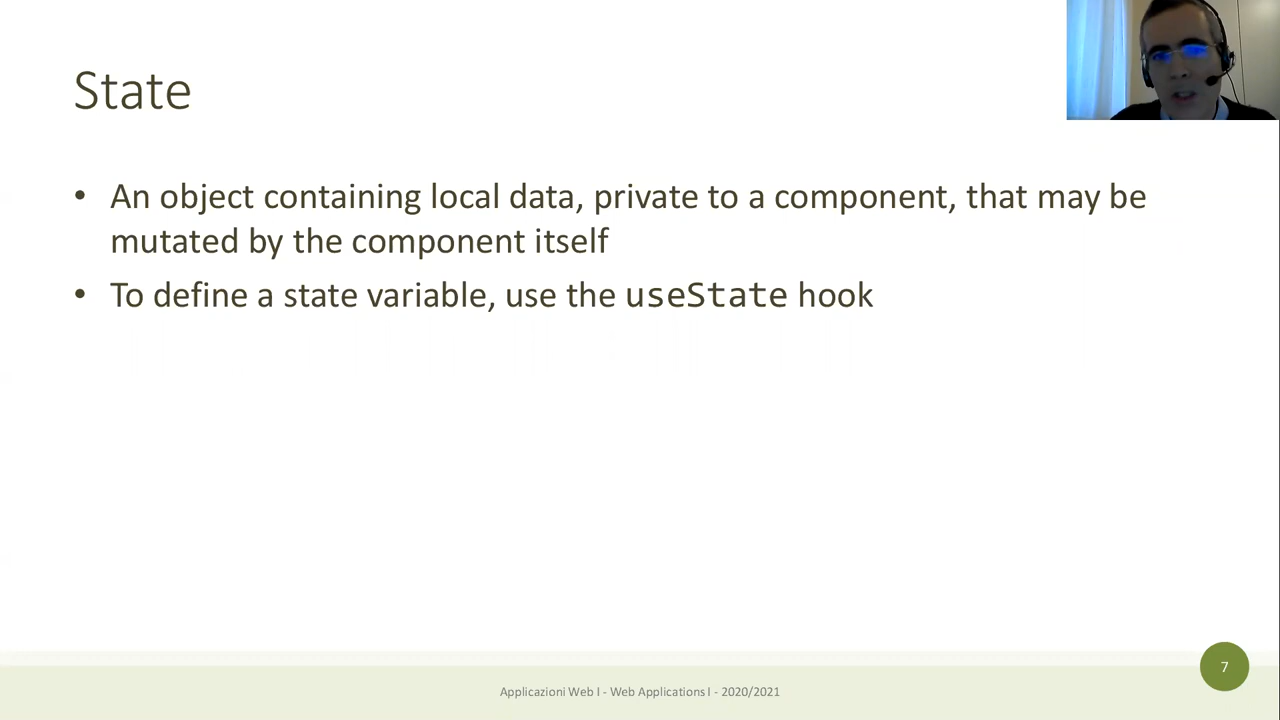 State
• An object containing local data, private to a component, that may be
mutated by the component itself
• To define a state variable, use the useState hook
7
Applicazioni Web I - Web Applications I - 2020/2021